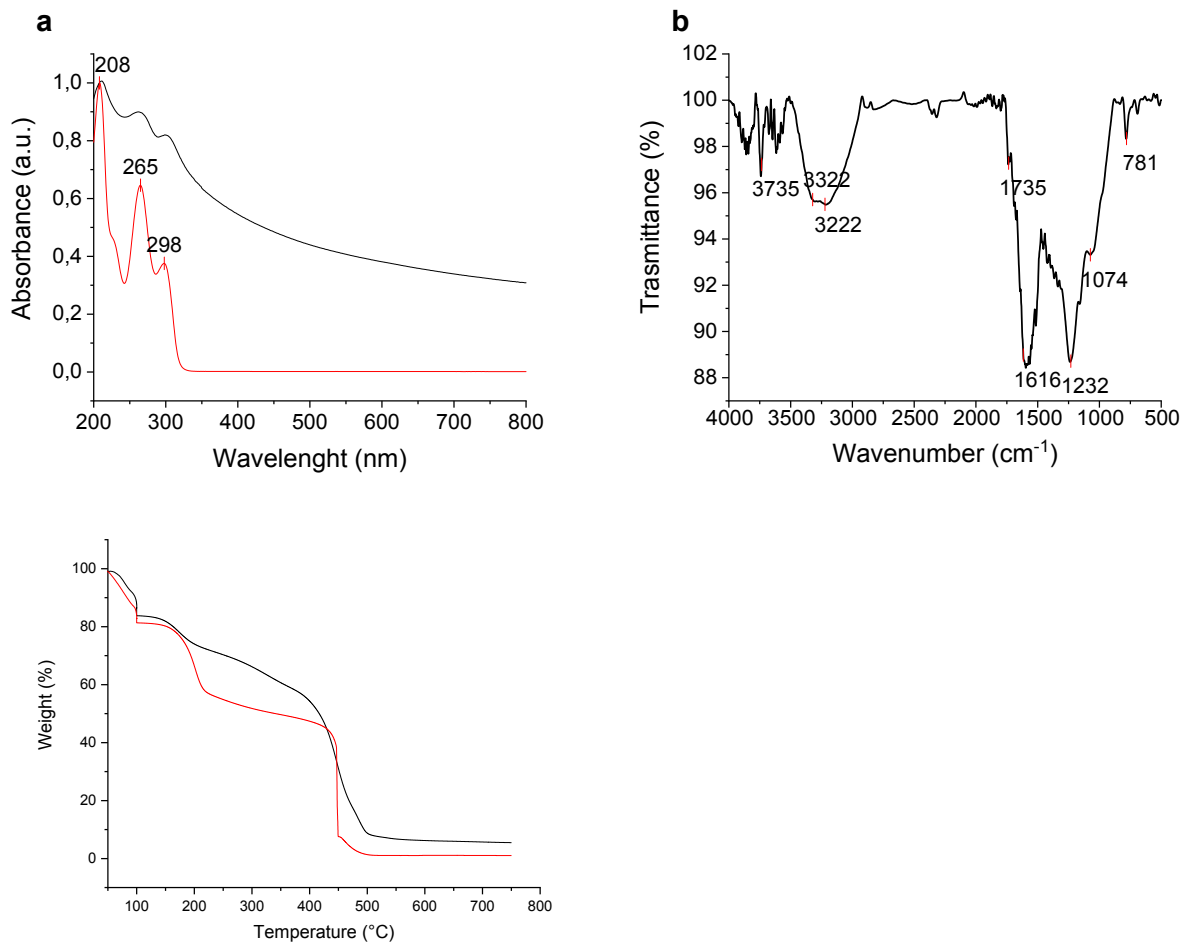 a
208
265
298
1,0
0,8
0,6
0,4
0,2
0,0
200 300 400 500 600 700 800
Absorbance (a.u.)
Wavelenght (nm)
b
102
100
98
96
94
92
90
88
3735
3322
3222
1735
1616
1232
1074
781
4000 3500 3000 2500 2000 1500 1000 500
Trasmittance (%)
Wavenumber (cm-1)
100
80
60
40
20
0
100 200 300 400 500 600 700 800
Weight (%)
Temperature (°C)